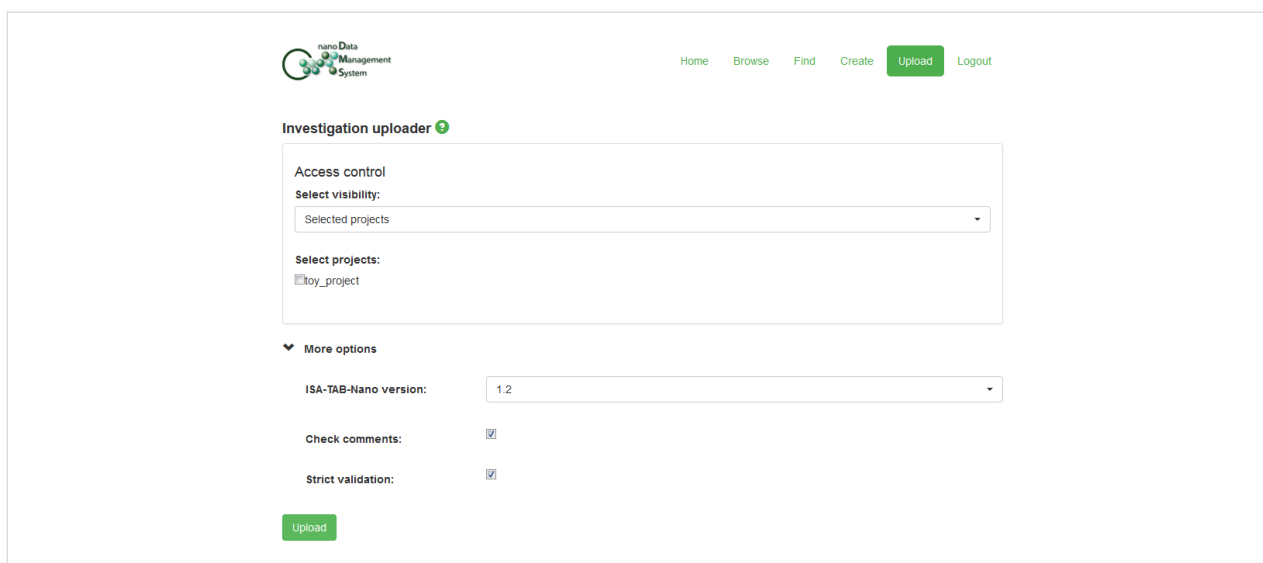 nano Data
Management
System
Home Browse Find Create Upload Logout
Investigation uploader ?
Access control
Select visibility:
Selected projects
Select projects:
toy_project
More options
ISA-TAB-Nano version: 1.2
Check comments:
Strict validation:
Upload